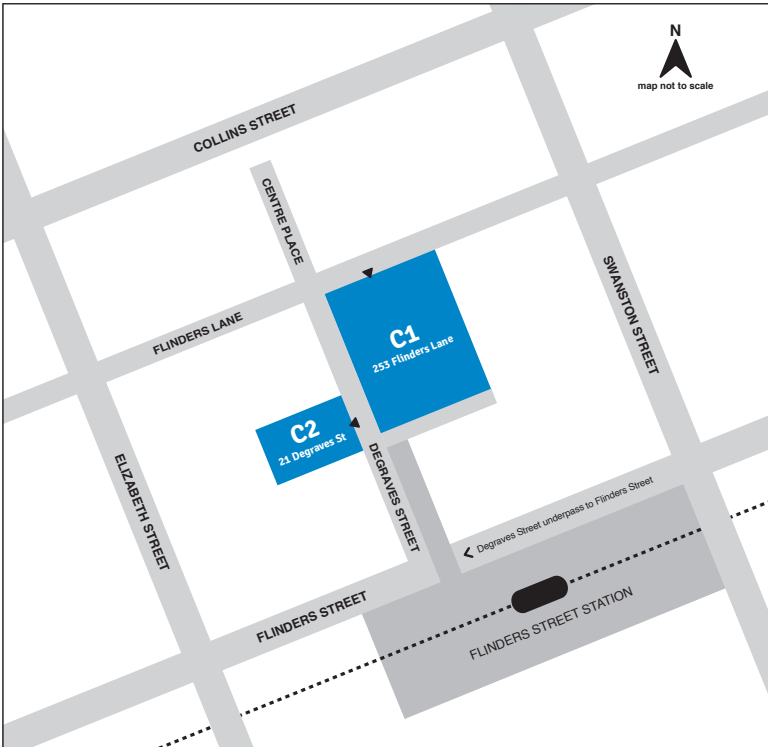 N
map not to scale
COLLINS STREET
CENTRE PLACE
FLINDERS LANE
SWANSTON STREET
C1
253 Flinders Lane
C2
21 Degraves St
DEGRAVES STREET
ELIZABETH STREET
Degraves Street underpass to Flinders Street
FLINDERS STREET
FLINDERS STREET STATION